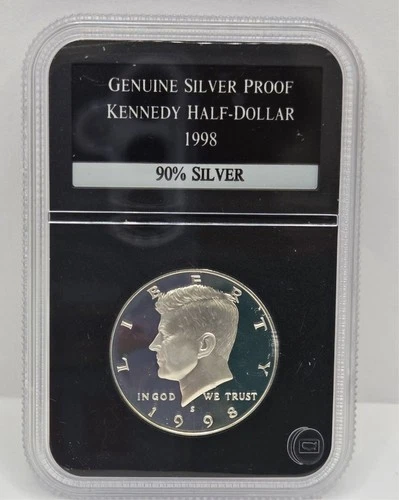 GENUINE SILVER PROOF
KENNEDY HALF-DOLLAR
1998
90% SILVER
LIBERTY
IN GOD WE TRUST
S
1998